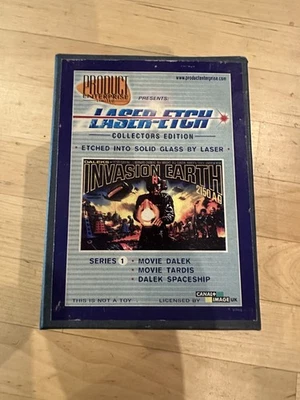 PRODUCT
ENTERPRISE
www.productenterprise.com
PRESENTS:
LASER-ETCH
COLLECTORS EDITION
• ETCHED INTO SOLID GLASS BY LASER •
DALEKS
INVASION EARTH
2150 A.D.
SERIES 1 • MOVIE DALEK
• MOVIE TARDIS
• DALEK SPACESHIP
THIS IS NOT A TOY
LICENSED BY
CANAL+
IMAGE UK